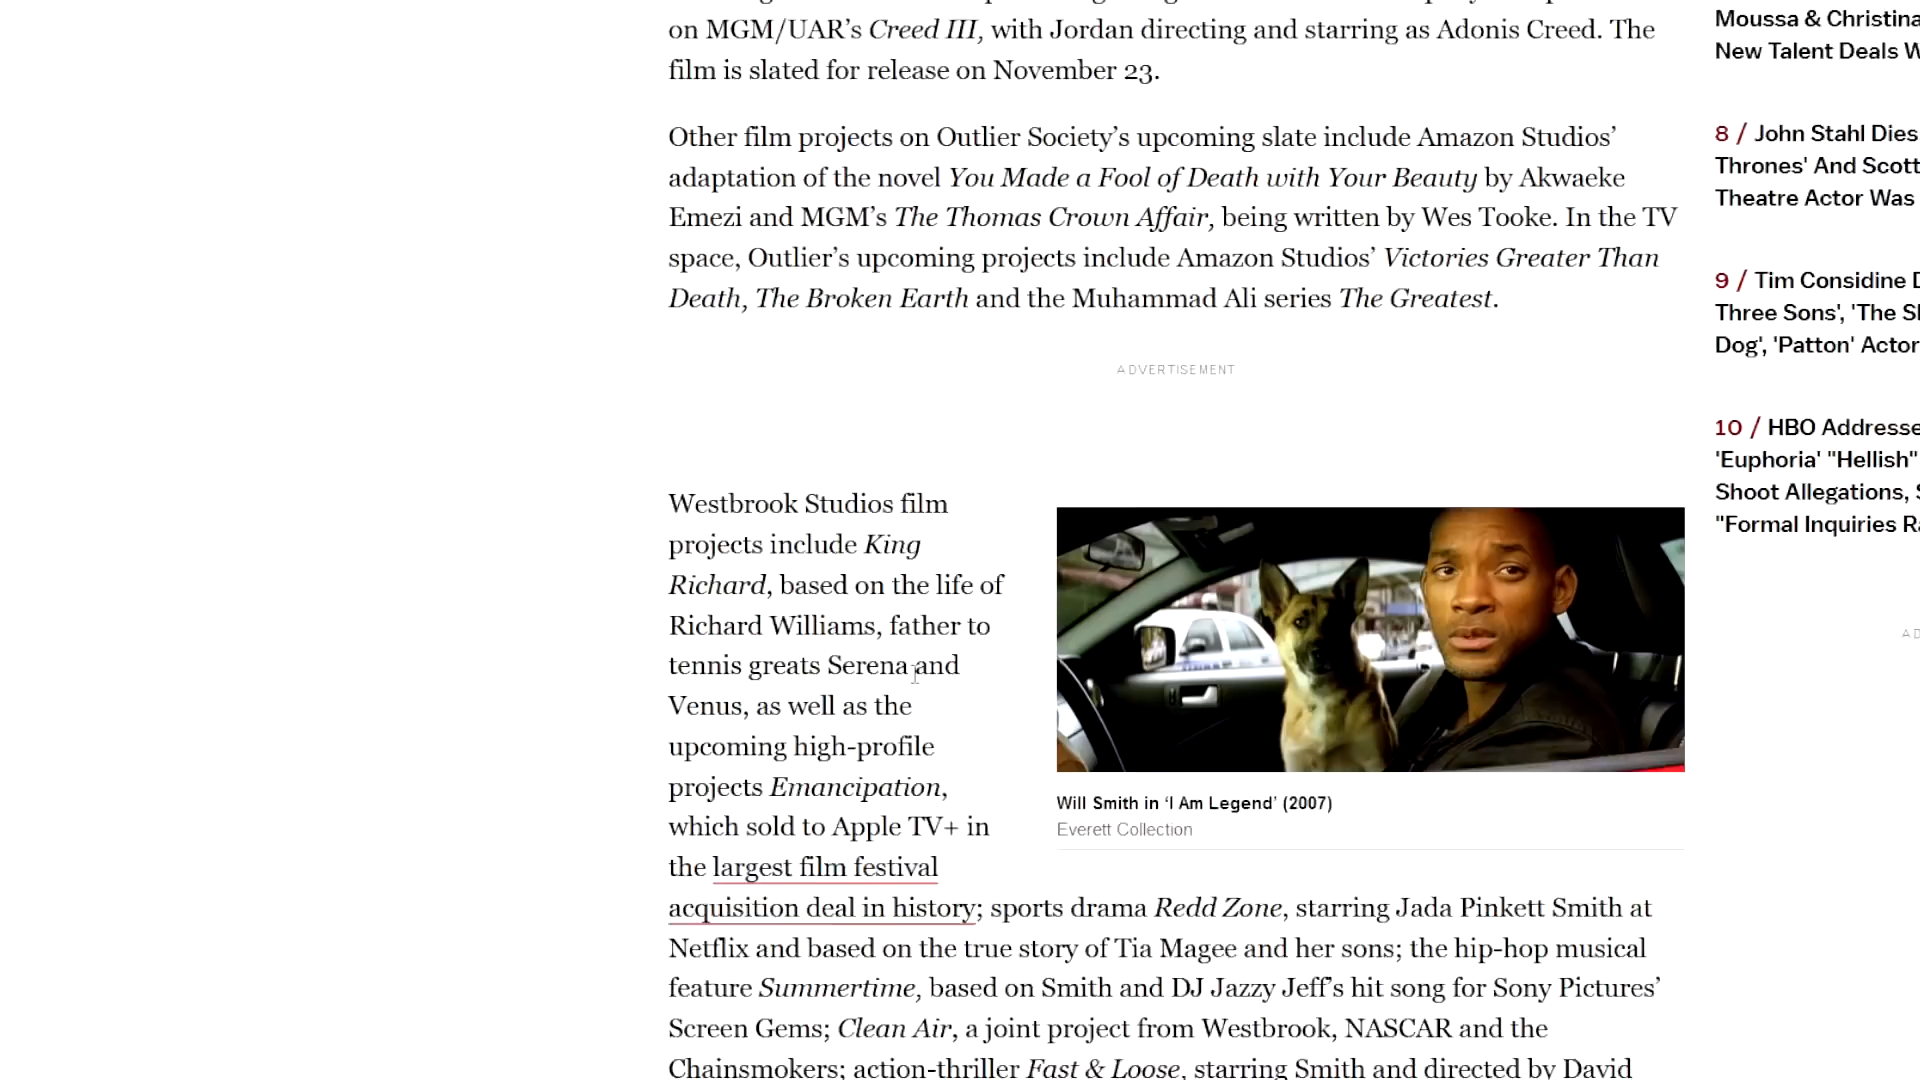 on MGM/UAR’s Creed III, with Jordan directing and starring as Adonis Creed. The
film is slated for release on November 23.
Other film projects on Outlier Society’s upcoming slate include Amazon Studios’
adaptation of the novel You Made a Fool of Death with Your Beauty by Akwaeke
Emezi and MGM’s The Thomas Crown Affair, being written by Wes Tooke. In the TV
space, Outlier’s upcoming projects include Amazon Studios’ Victories Greater Than
Death, The Broken Earth and the Muhammad Ali series The Greatest.
ADVERTISEMENT
Westbrook Studios film
projects include King
Richard, based on the life of
Richard Williams, father to
tennis greats Serena and
Venus, as well as the
upcoming high-profile
projects Emancipation,
which sold to Apple TV+ in
the largest film festival
acquisition deal in history; sports drama Redd Zone, starring Jada Pinkett Smith at
Netflix and based on the true story of Tia Magee and her sons; the hip-hop musical
feature Summertime, based on Smith and DJ Jazzy Jeff’s hit song for Sony Pictures’
Screen Gems; Clean Air, a joint project from Westbrook, NASCAR and the
Chainsmokers; action-thriller Fast & Loose, starring Smith and directed by David
Will Smith in ‘I Am Legend’ (2007)
Everett Collection
Moussa & Christina
New Talent Deals W
8 / John Stahl Dies
Thrones' And Scott
Theatre Actor Was
9 / Tim Considine D
Three Sons', 'The S
Dog', 'Patton' Actor
10 / HBO Addresse
'Euphoria' "Hellish"
Shoot Allegations, S
"Formal Inquiries Ra
AD